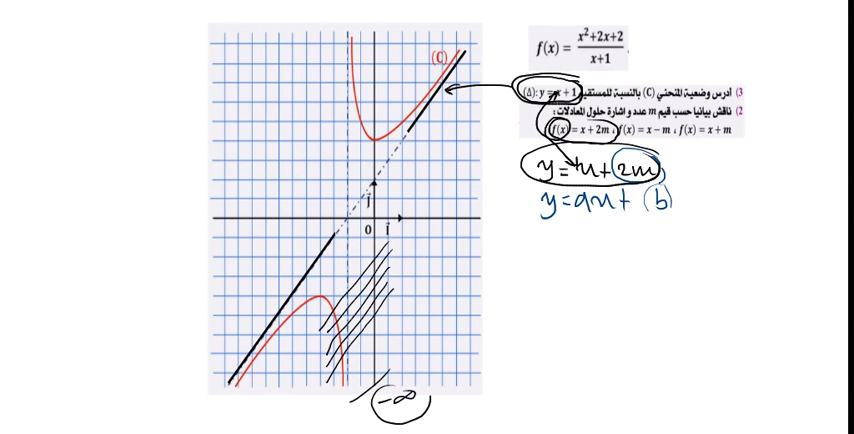 (C)
j
0 i
-∞
f(x) = x²+2x+2 / x+1
(3 أدرس وضعية المنحني (C) بالنسبة للمستقيم (Δ): y = x + 1
(2 ناقش بيانيا حسب قيم m عدد و اشارة حلول المعادلات :
f(x) = x + m ، f(x) = x − m ، f(x) = x + 2m
y = x + 2m
y = ax + (b)